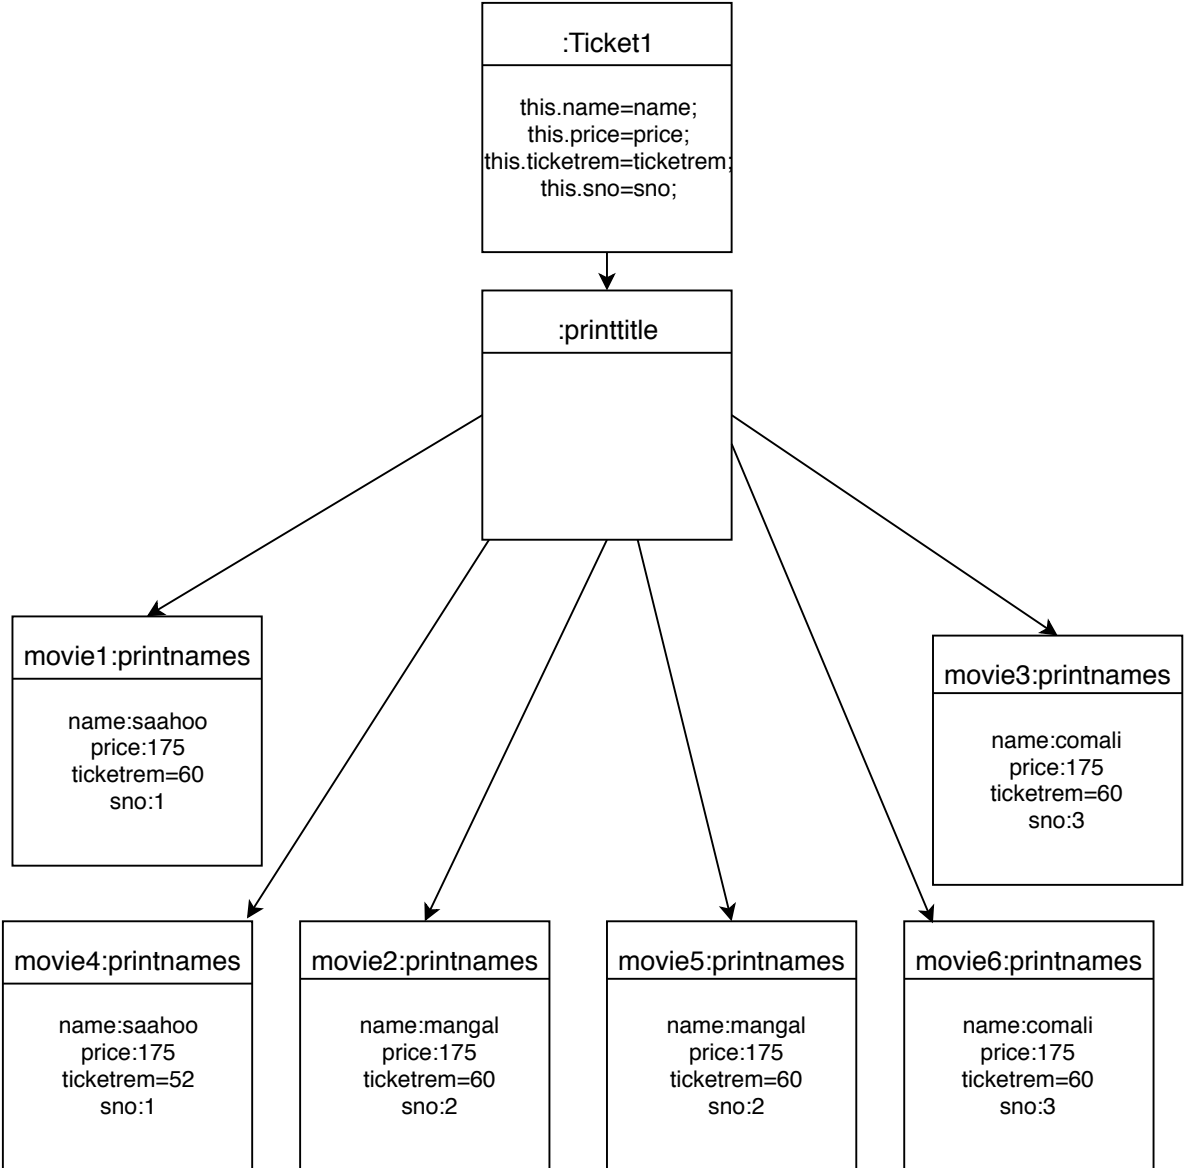 :Ticket1
this.name=name;
this.price=price;
this.ticketrem=ticketrem;
this.sno=sno;
:printtitle
movie1:printnames
name:saahoo
price:175
ticketrem=60
sno:1
movie3:printnames
name:comali
price:175
ticketrem=60
sno:3
movie4:printnames
name:saahoo
price:175
ticketrem=52
sno:1
movie2:printnames
name:mangal
price:175
ticketrem=60
sno:2
movie5:printnames
name:mangal
price:175
ticketrem=60
sno:2
movie6:printnames
name:comali
price:175
ticketrem=60
sno:3